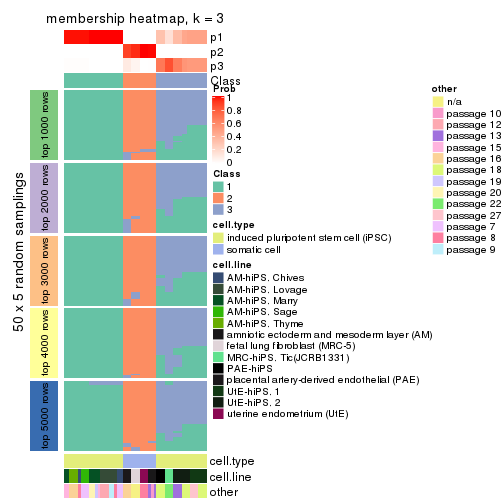 membership heatmap, k = 3
p1
p2
p3
Class
50 x 5 random samplings
top 1000 rows
top 2000 rows
top 3000 rows
top 4000 rows
top 5000 rows
cell.type
cell.line
other
Prob
1
0.8
0.6
0.4
0.2
0
Class
1
2
3
cell.type
induced pluripotent stem cell (iPSC)
somatic cell
cell.line
AM-hiPS. Chives
AM-hiPS. Lovage
AM-hiPS. Marry
AM-hiPS. Sage
AM-hiPS. Thyme
amniotic ectoderm and mesoderm layer (AM)
fetal lung fibroblast (MRC-5)
MRC-hiPS. Tic(JCRB1331)
PAE-hiPS
placental artery-derived endothelial (PAE)
UtE-hiPS. 1
UtE-hiPS. 2
uterine endometrium (UtE)
other
n/a
passage 10
passage 12
passage 13
passage 15
passage 16
passage 18
passage 19
passage 20
passage 22
passage 27
passage 7
passage 8
passage 9